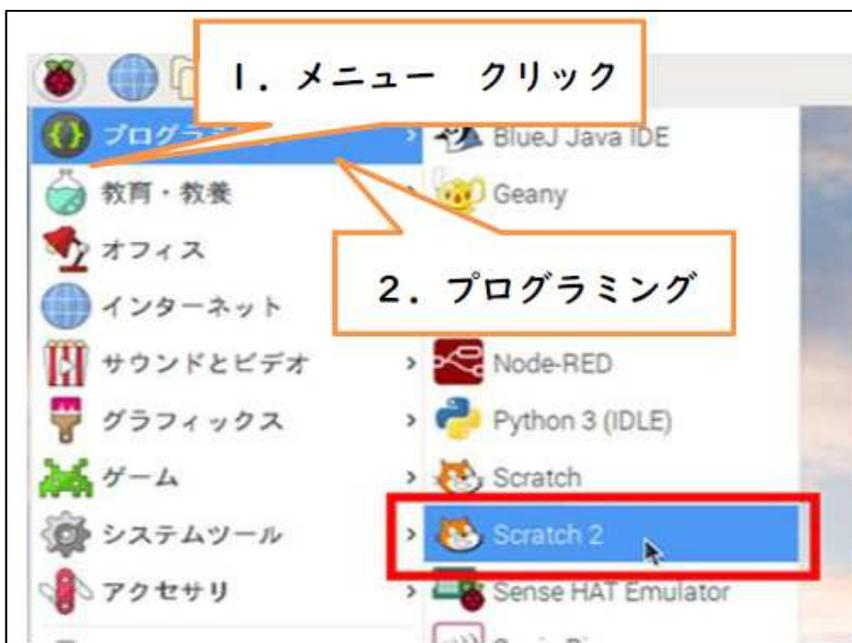 1. メニュー クリック
プログラミング
BlueJ Java IDE
教育・教養
Geany
オフィス
2. プログラミング
インターネット
サウンドとビデオ
Node-RED
グラフィックス
Python 3 (IDLE)
ゲーム
Scratch
システムツール
Scratch 2
アクセサリ
Sense HAT Emulator